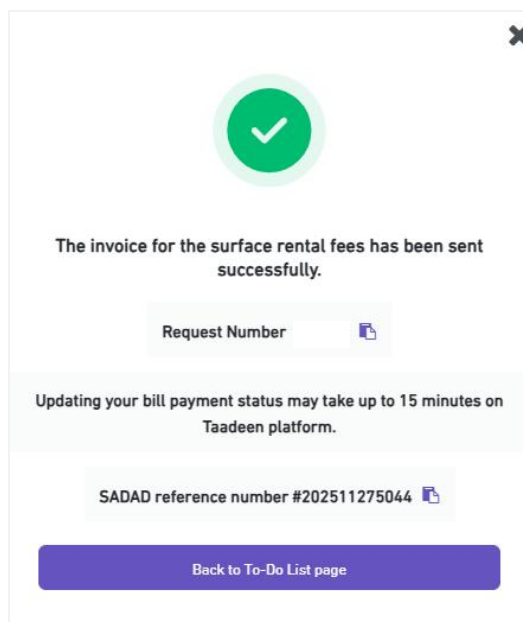 The invoice for the surface rental fees has been sent
successfully.
Request Number
Updating your bill payment status may take up to 15 minutes on
Taadeen platform.
SADAD reference number #202511275044
Back to To-Do List page